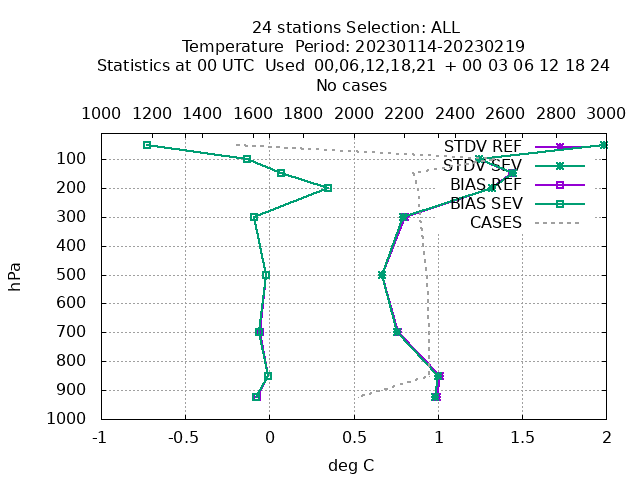 24 stations Selection: ALL
Temperature  Period: 20230114-20230219
Statistics at 00 UTC  Used  00,06,12,18,21  + 00 03 06 12 18 24
No cases
1000 1200 1400 1600 1800 2000 2200 2400 2600 2800 3000
STDV REF
STDV SEV
BIAS REF
BIAS SEV
CASES
100
200
300
400
500
600
700
800
900
1000
hPa
-1 -0.5 0 0.5 1 1.5 2
deg C